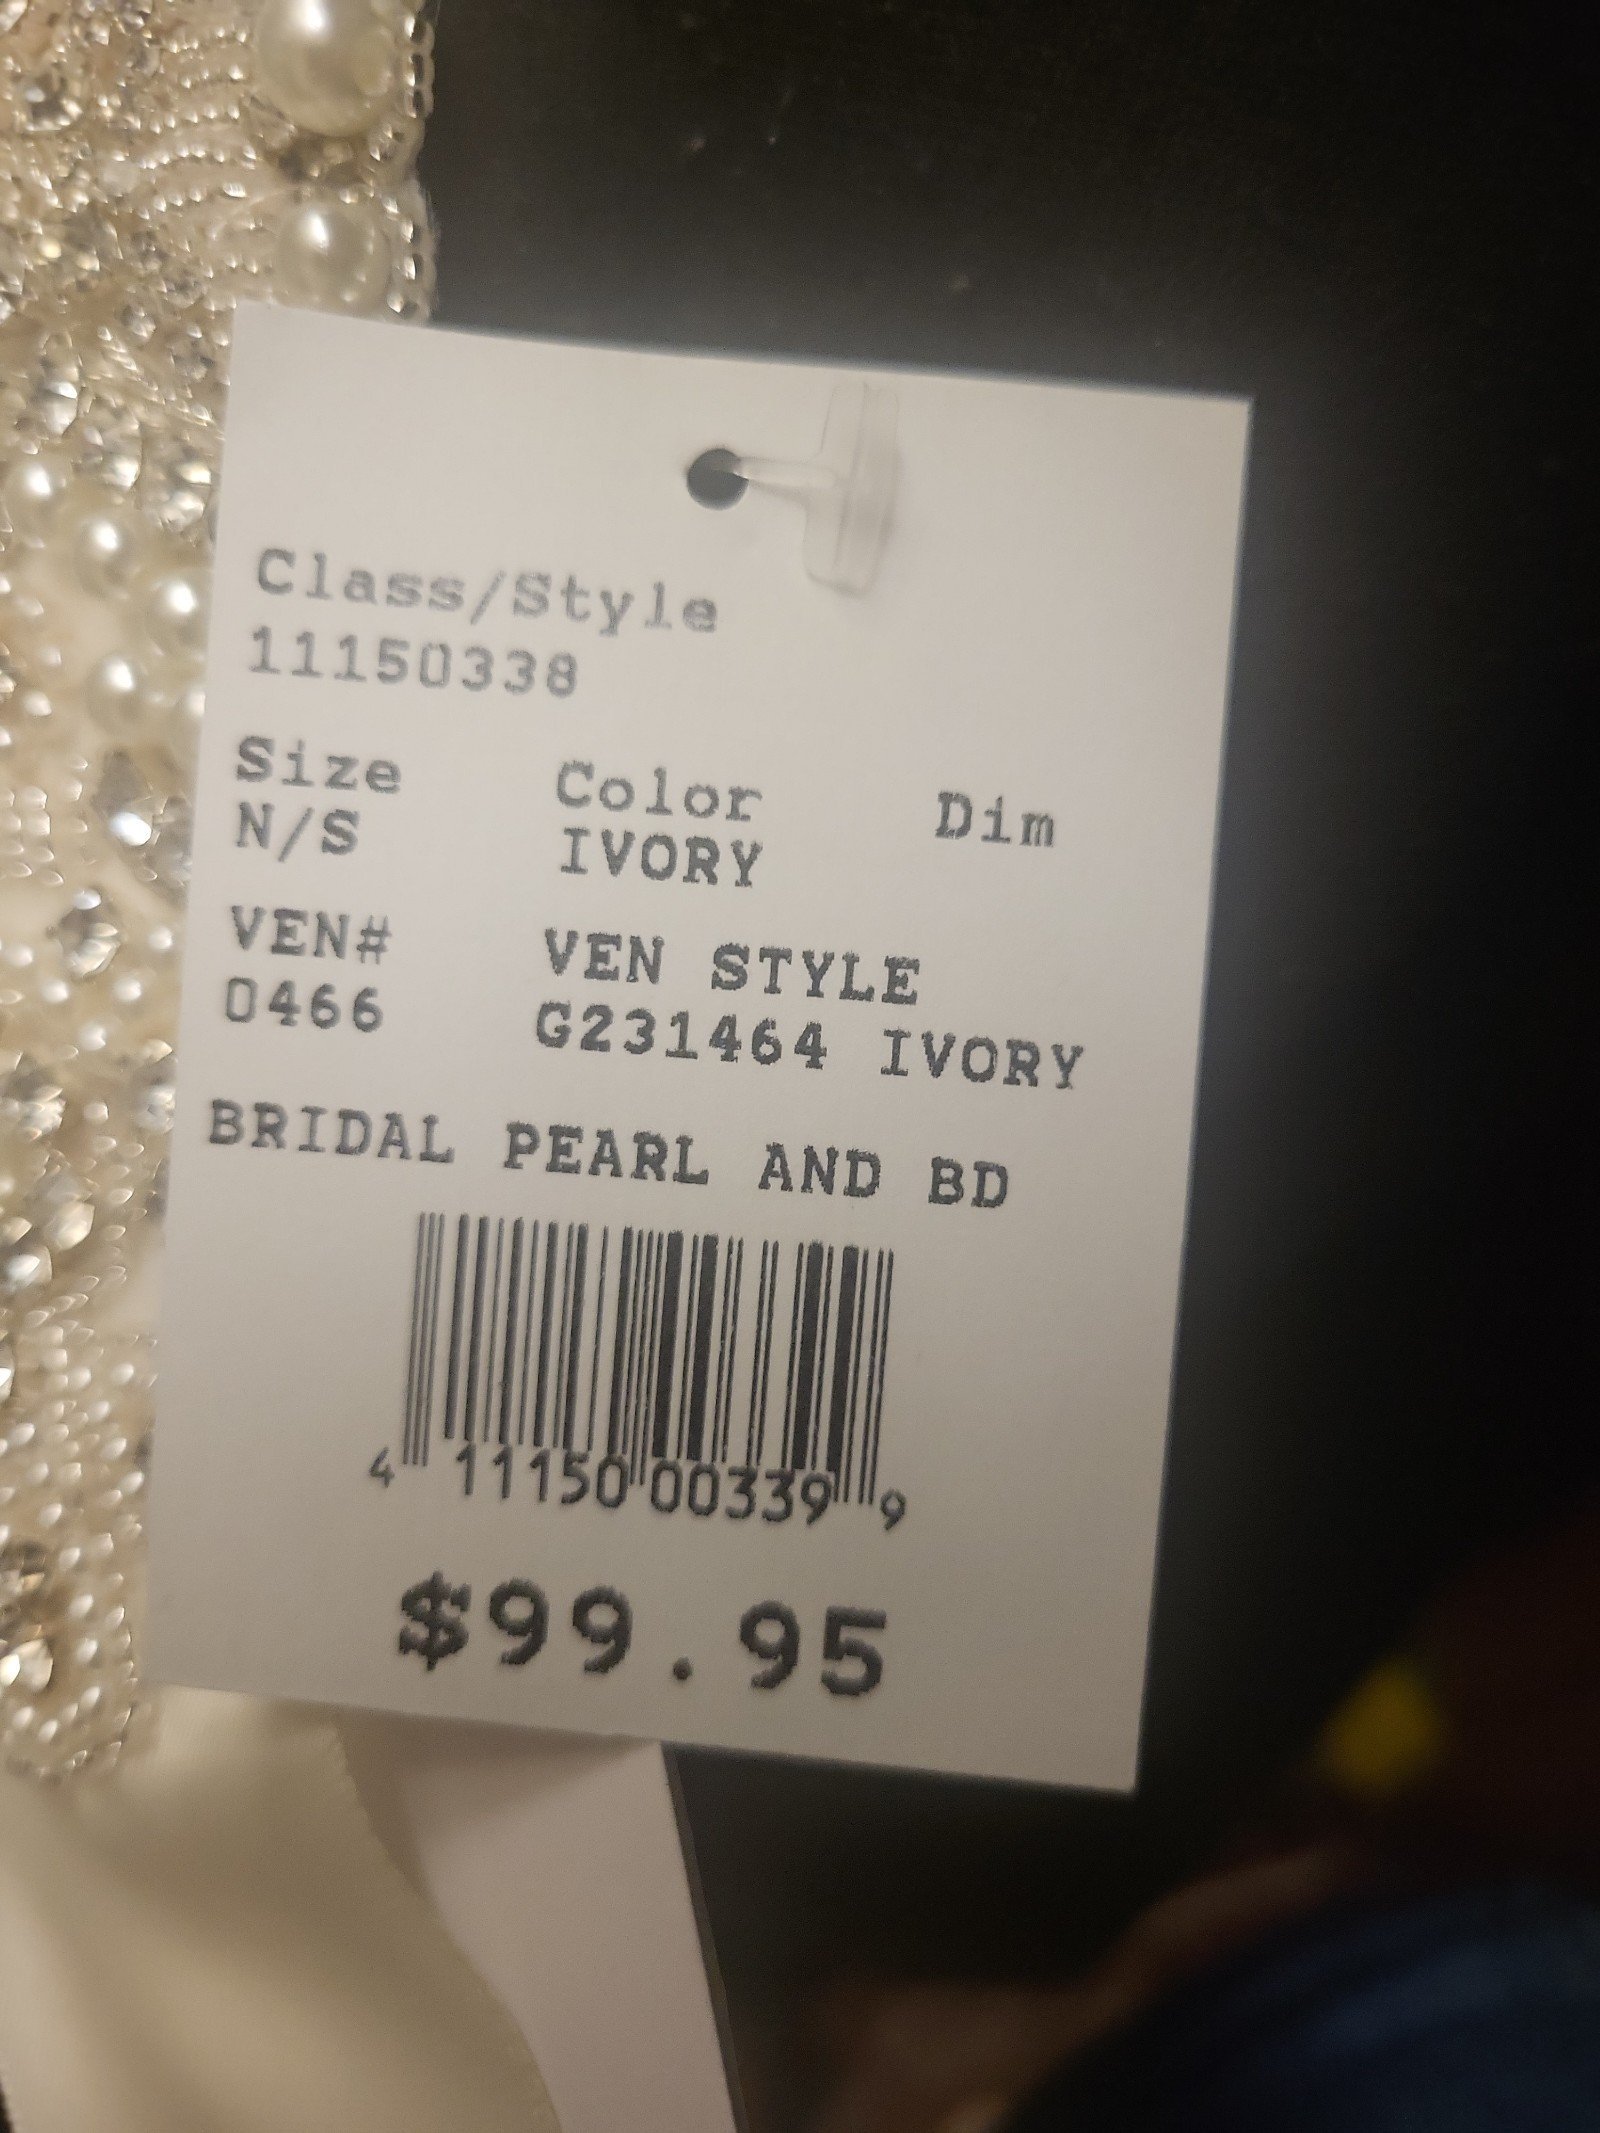 Class/Style
11150338
Size Color Dim
N/S IVORY
VEN# VEN STYLE
0466 G231464 IVORY
BRIDAL PEARL AND BD
4 11150 00339 9
$99.95